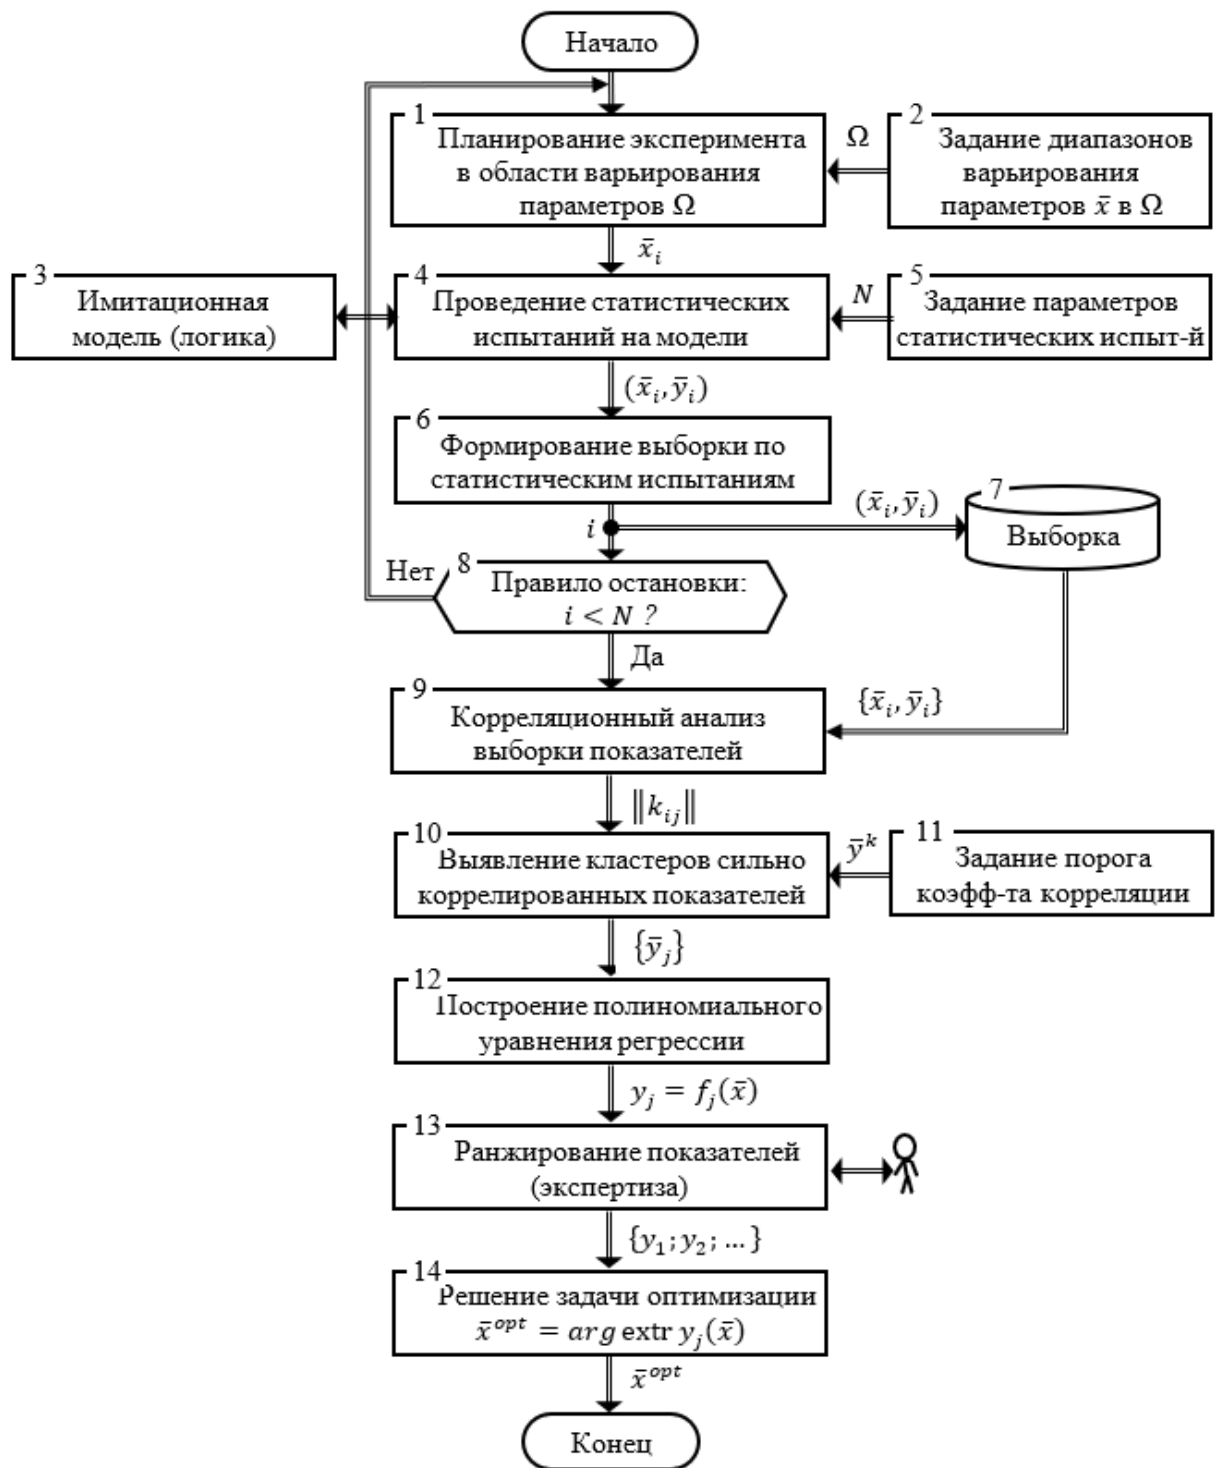 Начало
1
Планирование эксперимента
в области варьирования
параметров Ω
Ω
2
Задание диапазонов
варьирования
параметров x̄ в Ω
x̄ᵢ
3
Имитационная
модель (логика)
4
Проведение статистических
испытаний на модели
N
5
Задание параметров
статистических испыт-й
(x̄ᵢ, ȳᵢ)
6
Формирование выборки по
статистическим испытаниям
i
(x̄ᵢ, ȳᵢ)
7
Выборка
Нет
8
Правило остановки:
i < N ?
Да
9
Корреляционный анализ
выборки показателей
{x̄ᵢ, ȳᵢ}
‖kᵢⱼ‖
10
Выявление кластеров сильно
коррелированных показателей
ȳᵏ
11
Задание порога
коэфф-та корреляции
{ȳⱼ}
12
Построение полиномиального
уравнения регрессии
yⱼ = fⱼ(x̄)
13
Ранжирование показателей
(экспертиза)
{y₁; y₂; ...}
14
Решение задачи оптимизации
x̄ᵒᵖᵗ = arg extr yⱼ(x̄)
x̄ᵒᵖᵗ
Конец